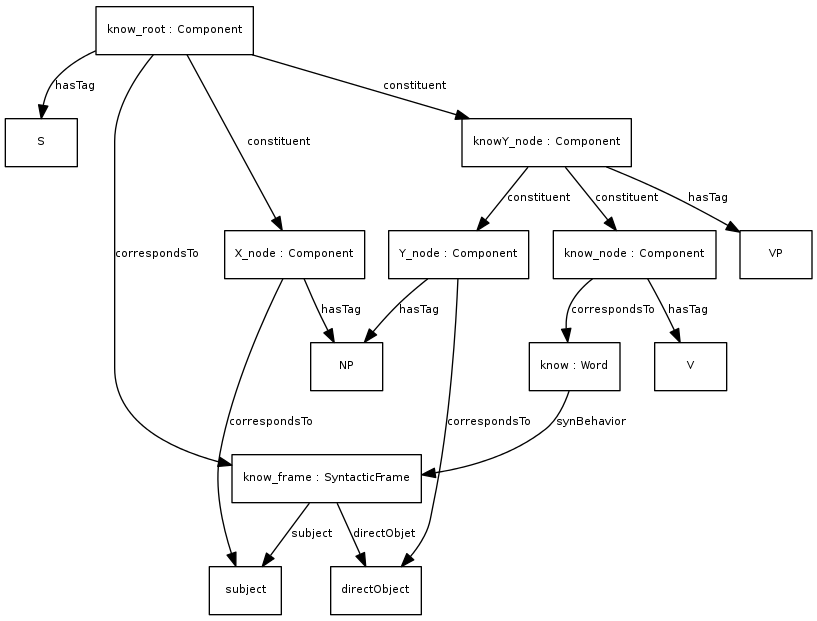 know_root : Component
hasTag
constituent
S
constituent
knowY_node : Component
constituent
constituent
hasTag
correspondsTo
X_node : Component
Y_node : Component
know_node : Component
VP
hasTag
hasTag
correspondsTo
hasTag
NP
know : Word
V
correspondsTo
correspondsTo
synBehavior
know_frame : SyntacticFrame
subject
directObjet
subject
directObject